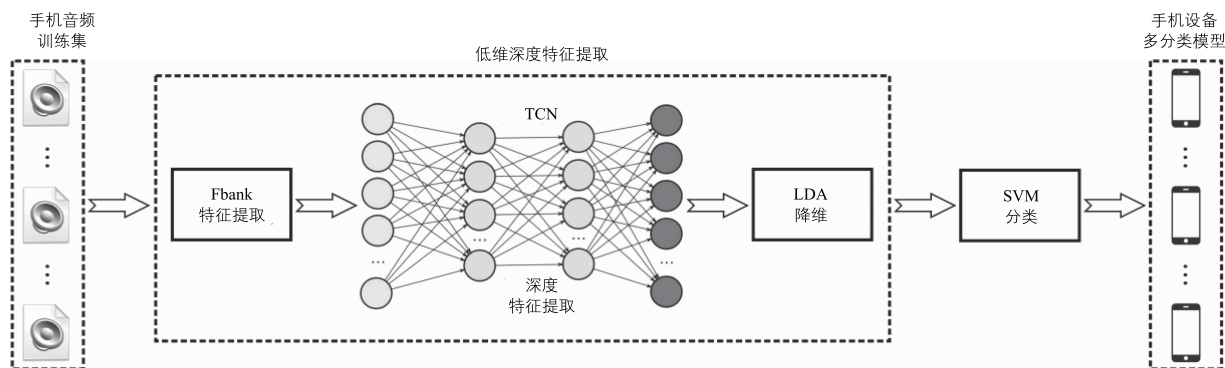 手机音频
训练集
低维深度特征提取
TCN
Fbank
特征提取
深度
特征提取
LDA
降维
SVM
分类
手机设备
多分类模型